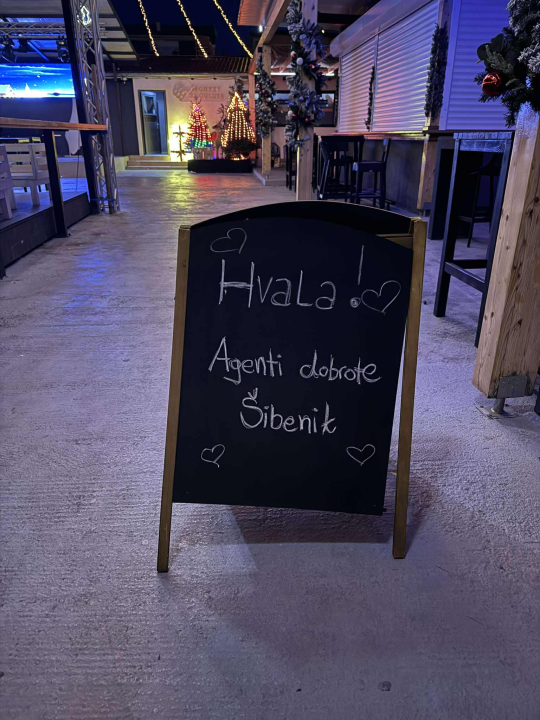 Hvala!
Agenti dobrote
Šibenik